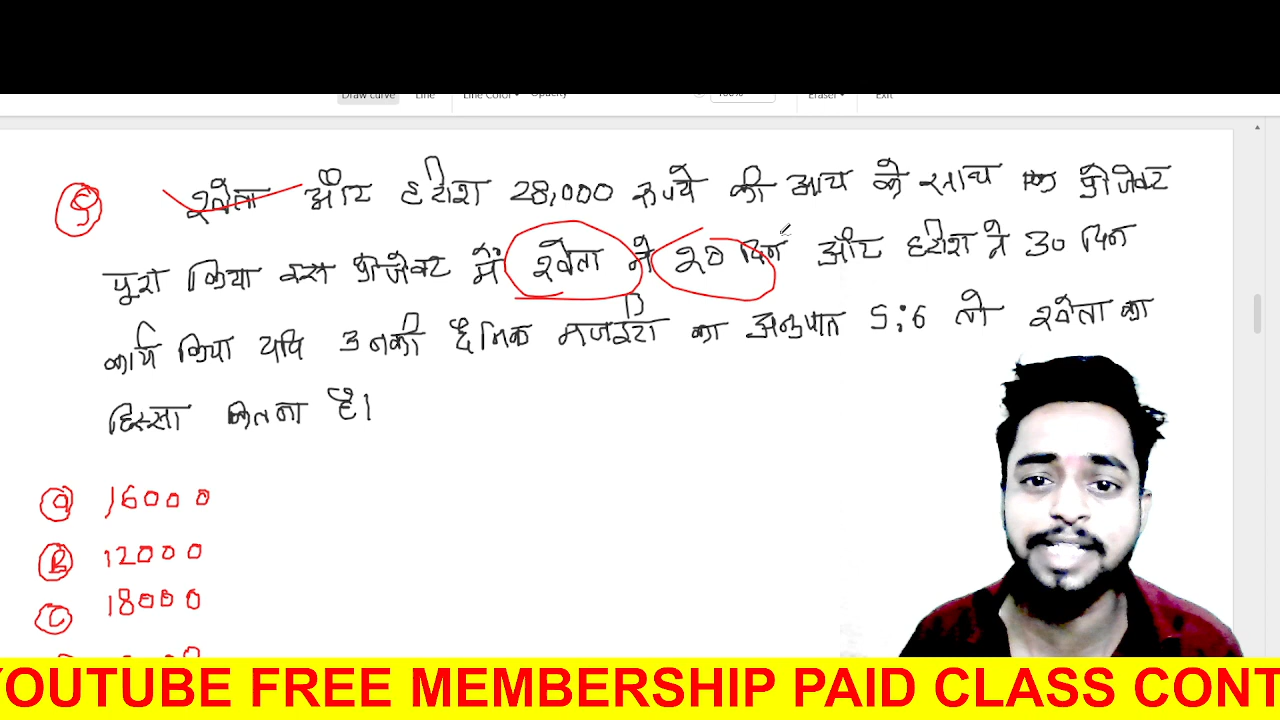 Draw curve Line Line Color Opacity 100% Eraser Exit
Q श्वेता और हरीश 28,000 रुपये की आय के साथ एक प्रोजेक्ट
पूरा किया इस प्रोजेक्ट में श्वेता ने 20 दिन और हरीश ने 30 दिन
कार्य किया यदि उनकी दैनिक मजदूरी का अनुपात 5:6 तो श्वेता का
हिस्सा कितना है।
a 16000
B 12000
C 18000
YOUTUBE FREE MEMBERSHIP PAID CLASS CONT